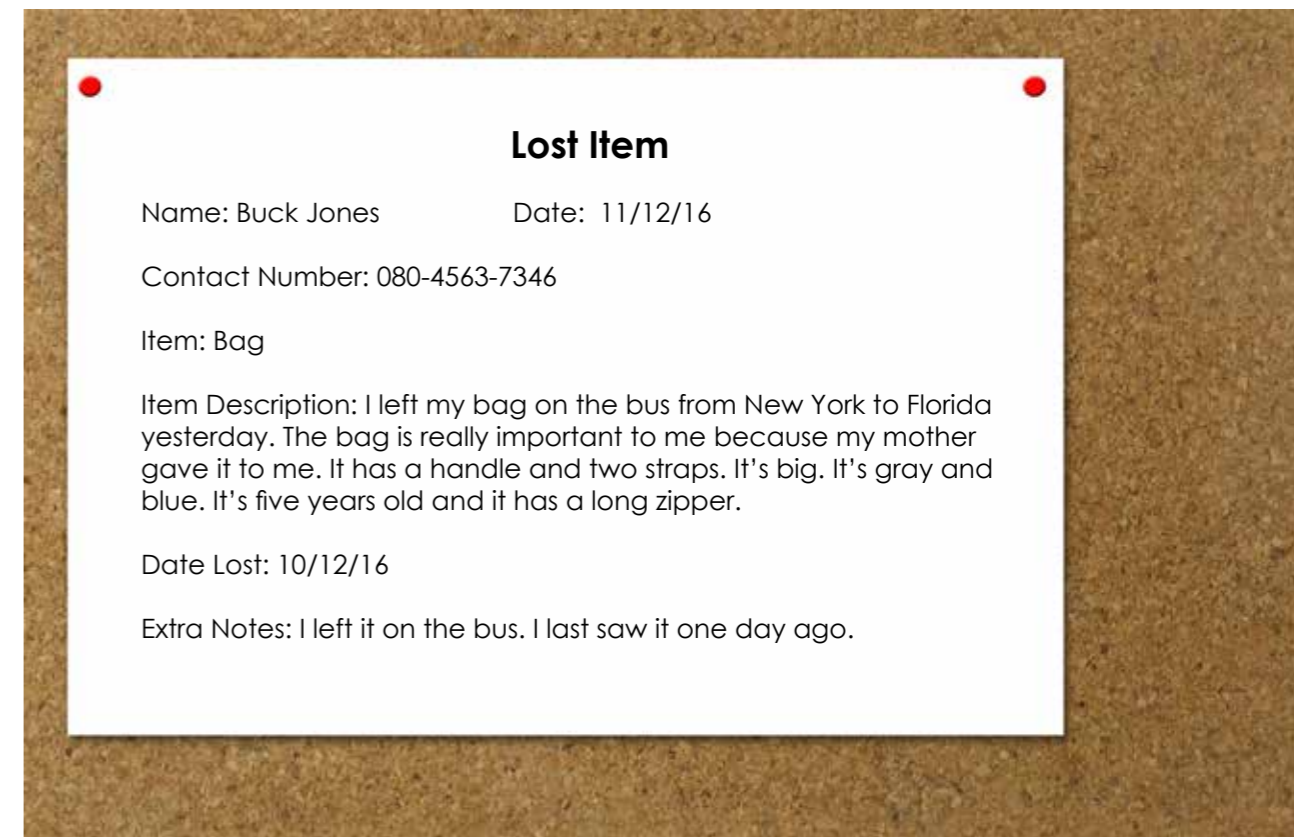 Lost Item
Name: Buck Jones Date: 11/12/16
Contact Number: 080-4563-7346
Item: Bag
Item Description: I left my bag on the bus from New York to Florida
yesterday. The bag is really important to me because my mother
gave it to me. It has a handle and two straps. It’s big. It’s gray and
blue. It’s five years old and it has a long zipper.
Date Lost: 10/12/16
Extra Notes: I left it on the bus. I last saw it one day ago.